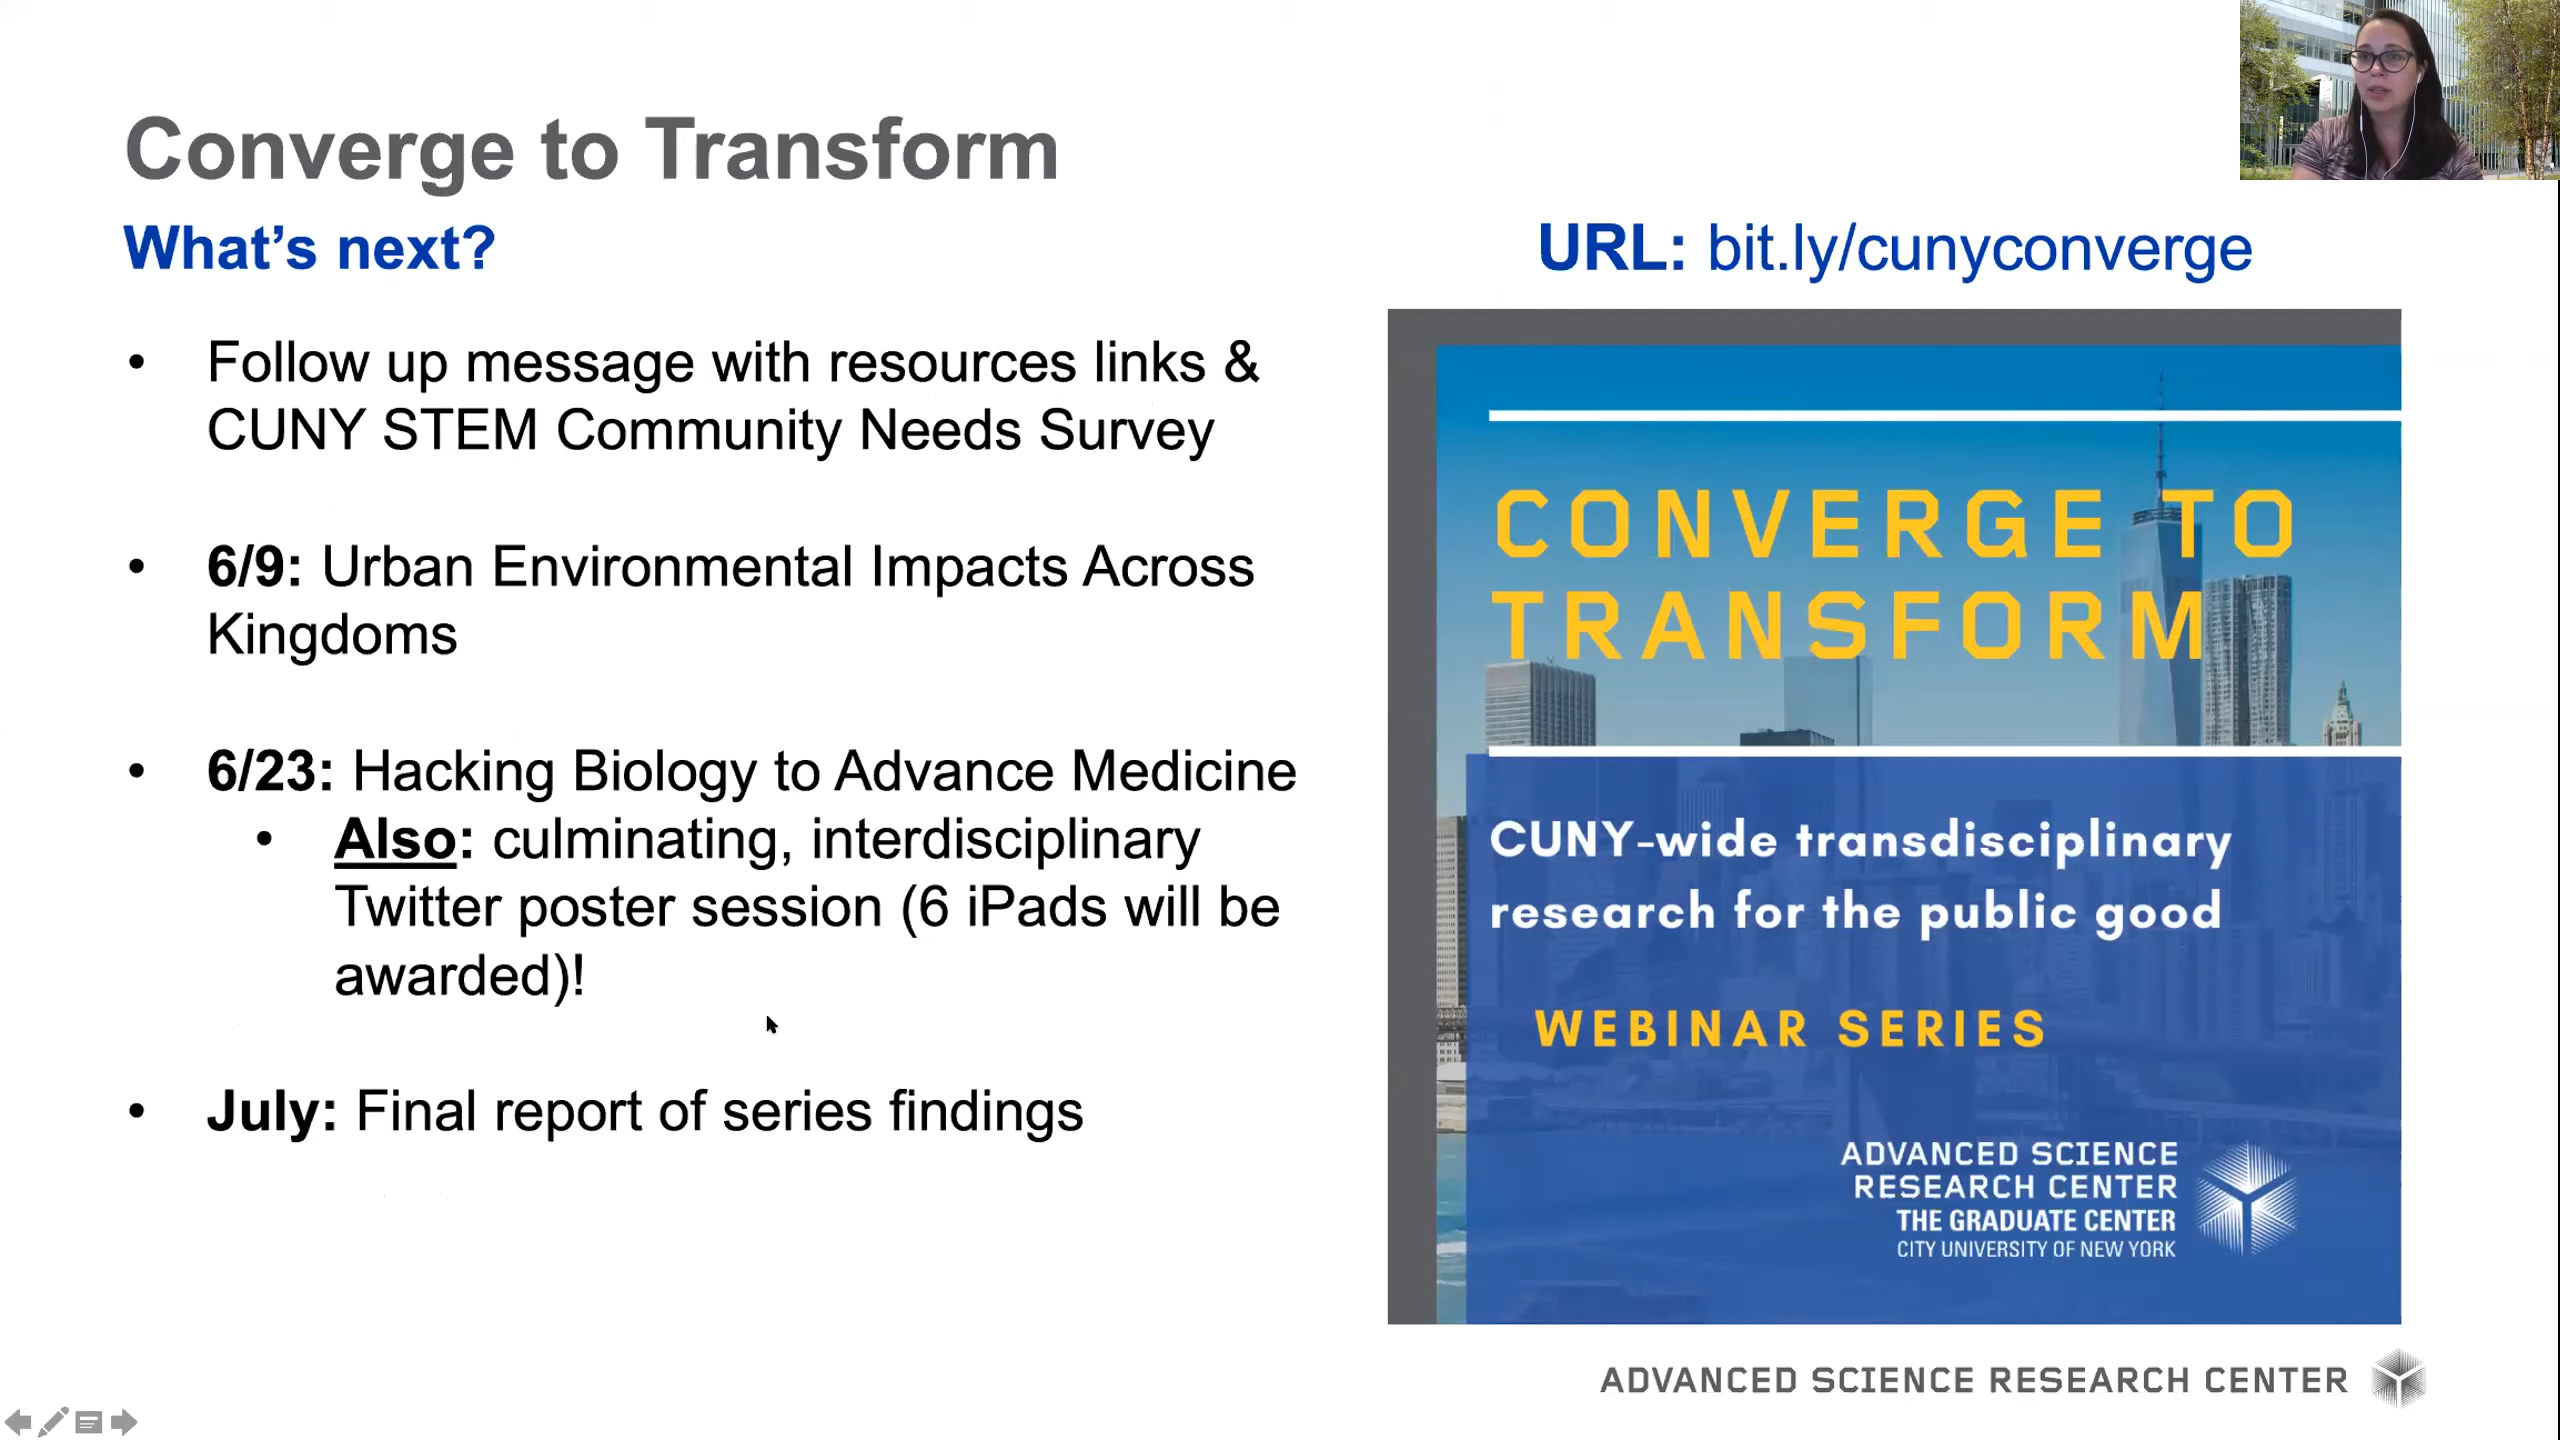 Converge to Transform
What's next?
URL: bit.ly/cunyconverge
• Follow up message with resources links &
CUNY STEM Community Needs Survey
• 6/9: Urban Environmental Impacts Across
Kingdoms
• 6/23: Hacking Biology to Advance Medicine
• Also: culminating, interdisciplinary
Twitter poster session (6 iPads will be
awarded)!
• July: Final report of series findings
CONVERGE TO
TRANSFORM
CUNY-wide transdisciplinary
research for the public good
WEBINAR SERIES
ADVANCED SCIENCE
RESEARCH CENTER
THE GRADUATE CENTER
CITY UNIVERSITY OF NEW YORK
ADVANCED SCIENCE RESEARCH CENTER